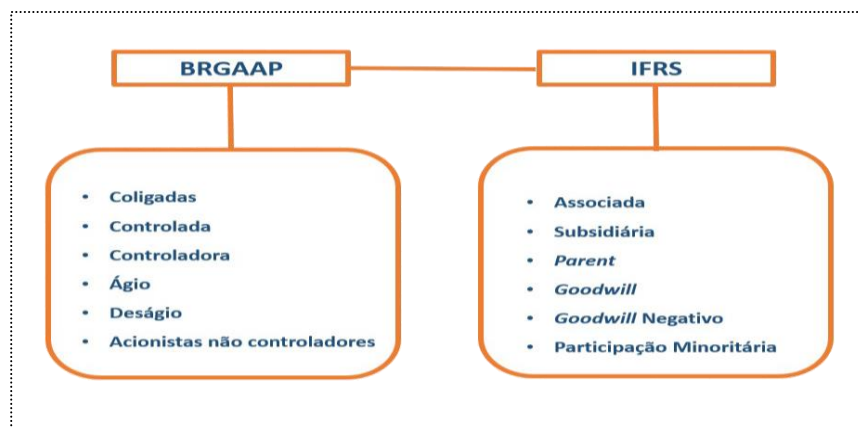 BRGAAP
IFRS
• Coligadas
• Controlada
• Controladora
• Ágio
• Deságio
• Acionistas não controladores
• Associada
• Subsidiária
• Parent
• Goodwill
• Goodwill Negativo
• Participação Minoritária